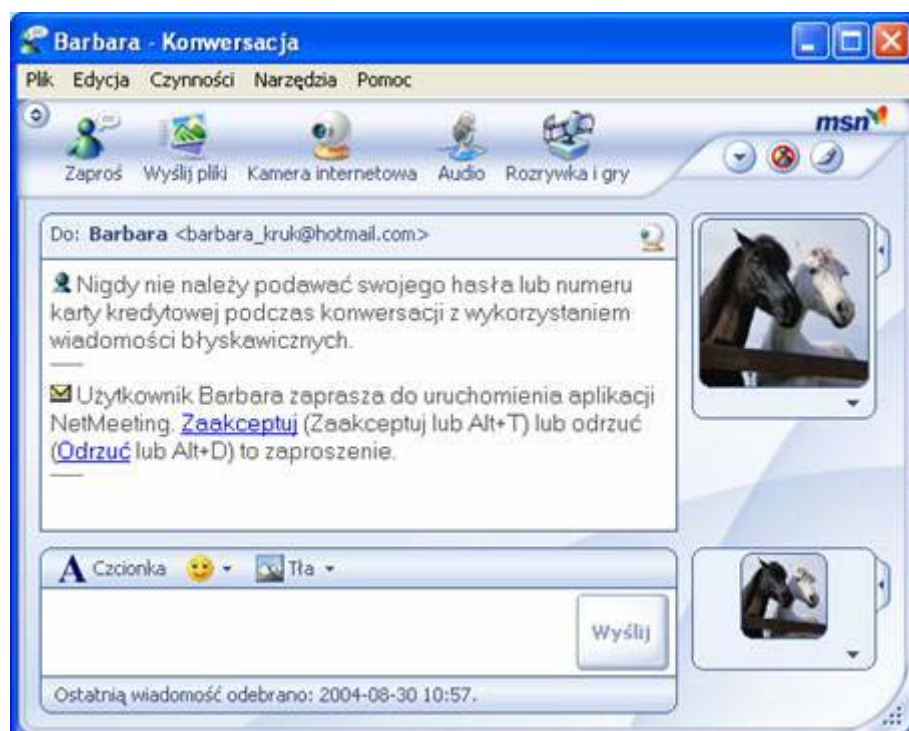 Barbara - Konwersacja
Plik Edycja Czynności Narzędzia Pomoc
msn
Zaproś Wyślij pliki Kamera internetowa Audio Rozrywka i gry
Do: Barbara <barbara_kruk@hotmail.com>
Nigdy nie należy podawać swojego hasła lub numeru
karty kredytowej podczas konwersacji z wykorzystaniem
wiadomości błyskawicznych.
Użytkownik Barbara zaprasza do uruchomienia aplikacji
NetMeeting. Zaakceptuj (Zaakceptuj lub Alt+T) lub odrzuć
(Odrzuć lub Alt+D) to zaproszenie.
A Czcionka Tła
Wyślij
Ostatnią wiadomość odebrano: 2004-08-30 10:57.